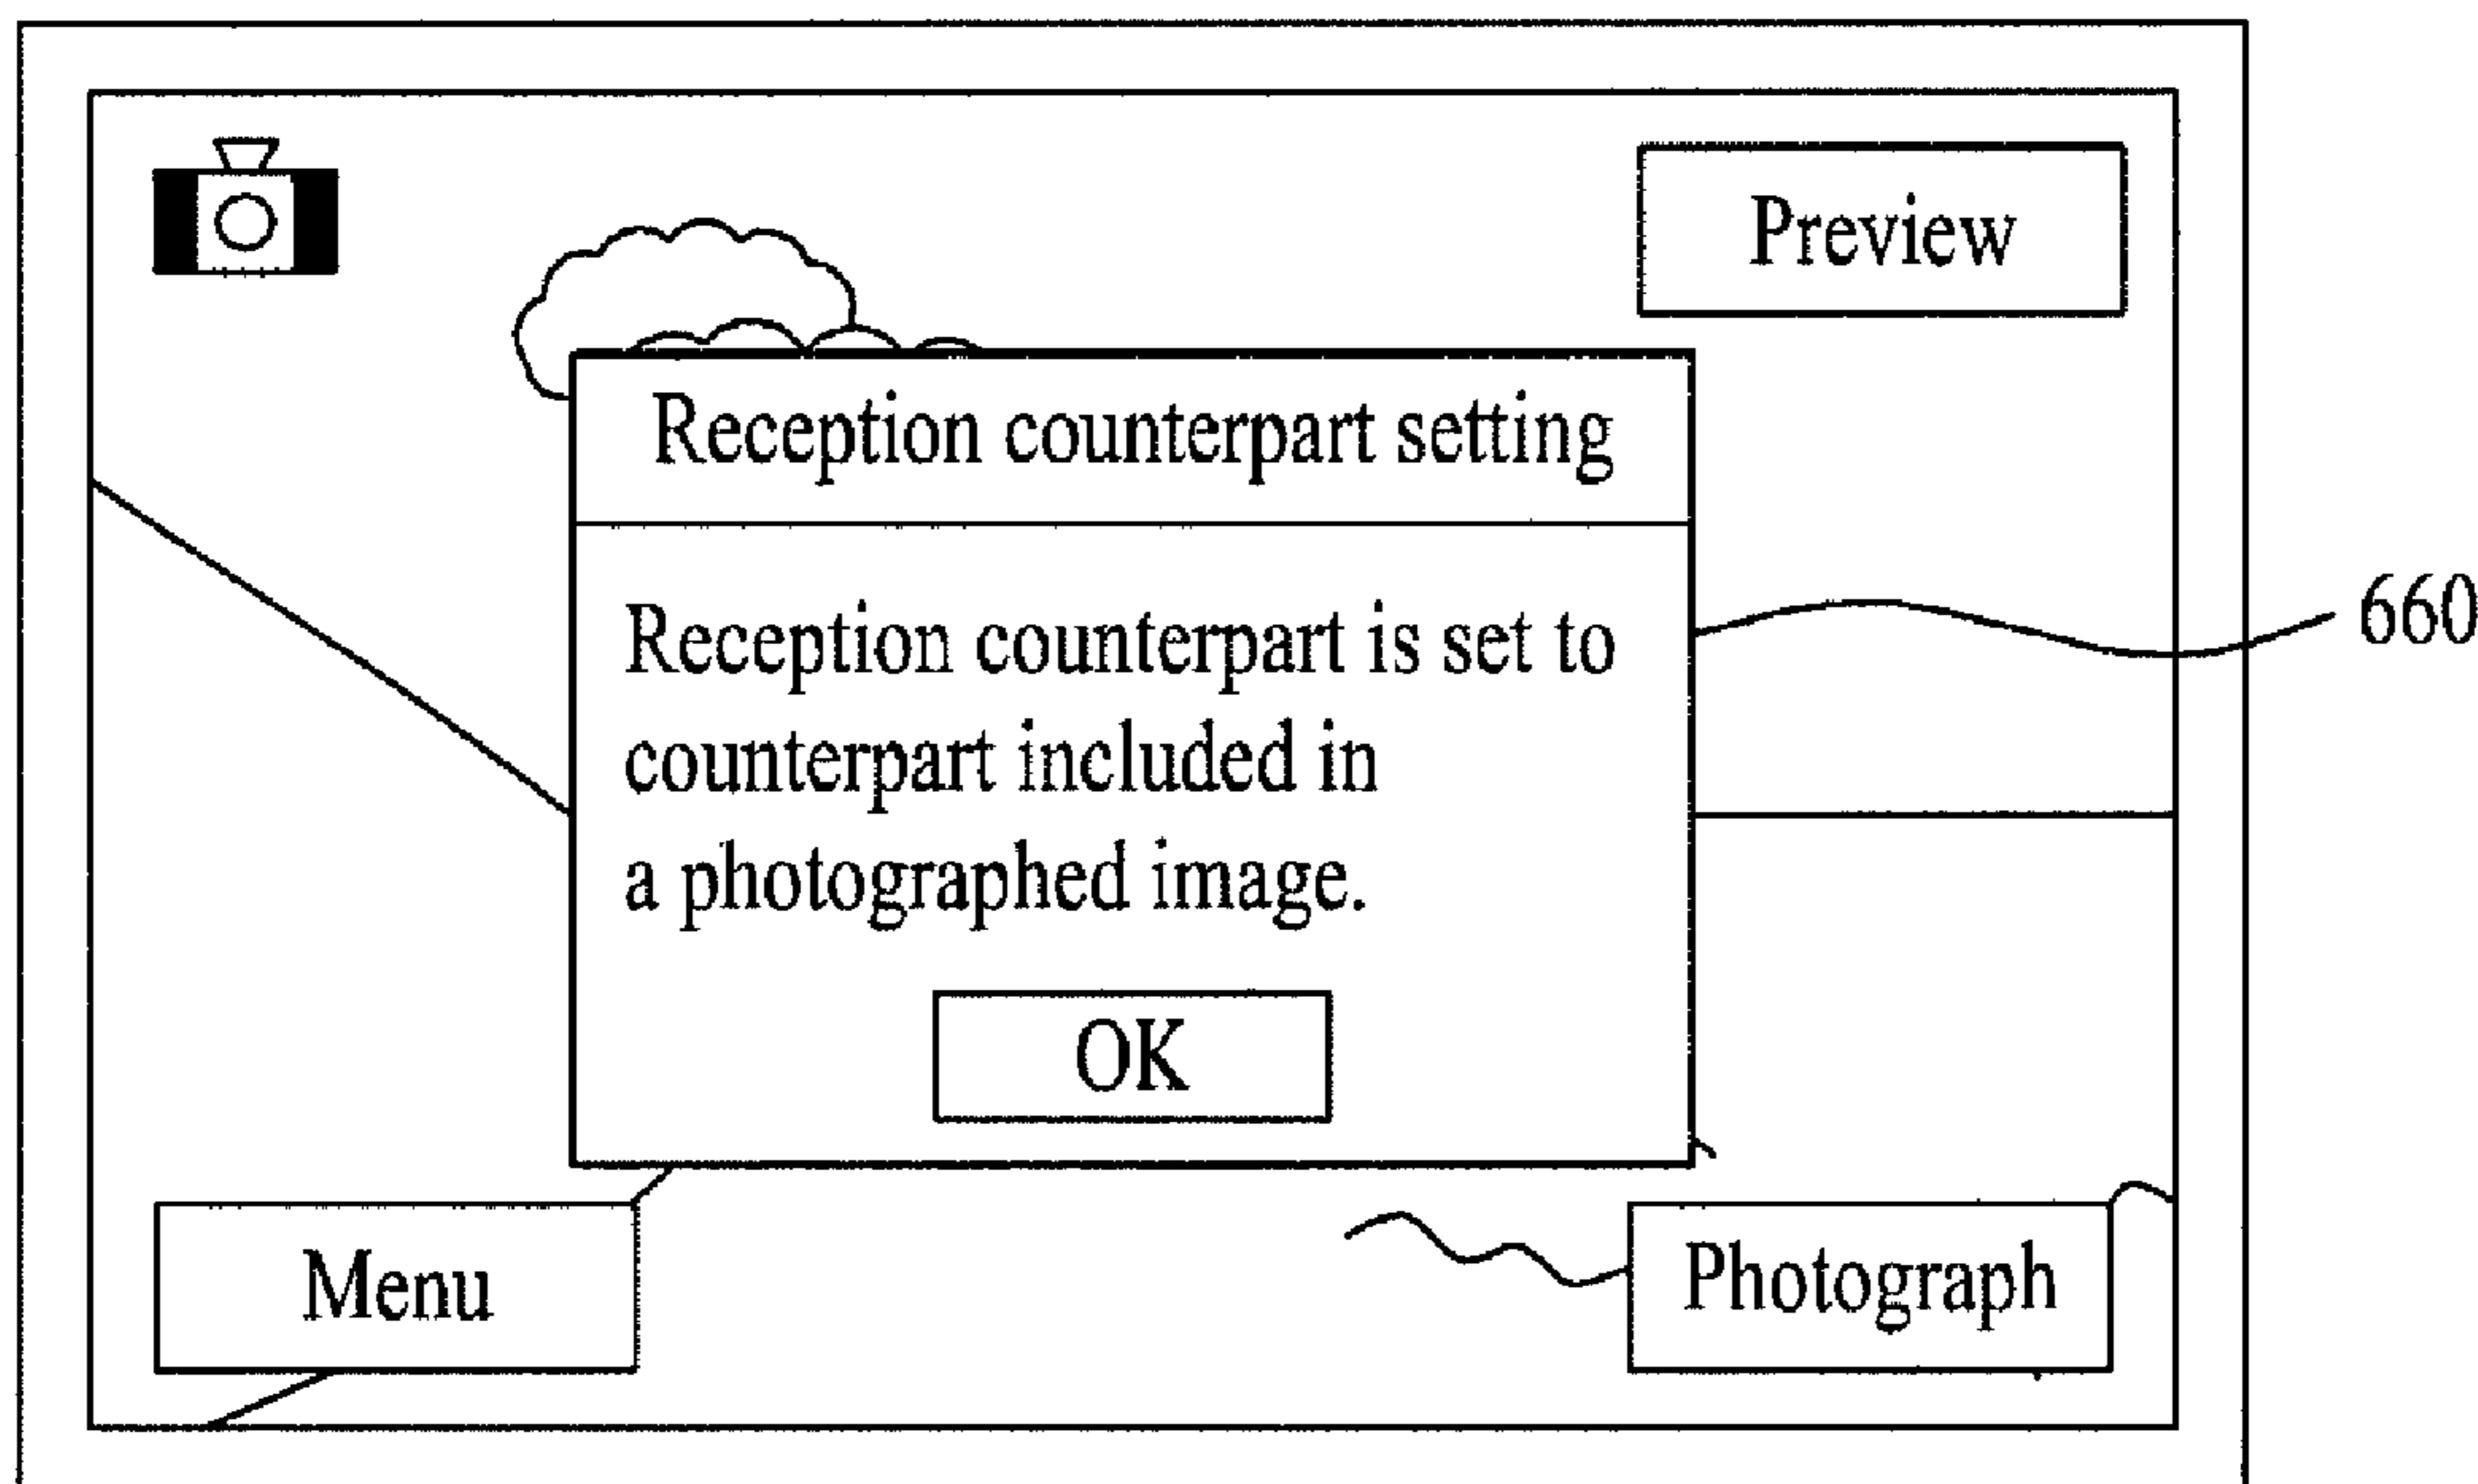 Preview
Reception counterpart setting
Reception counterpart is set to
counterpart included in
a photographed image.
660
OK
Menu
Photograph